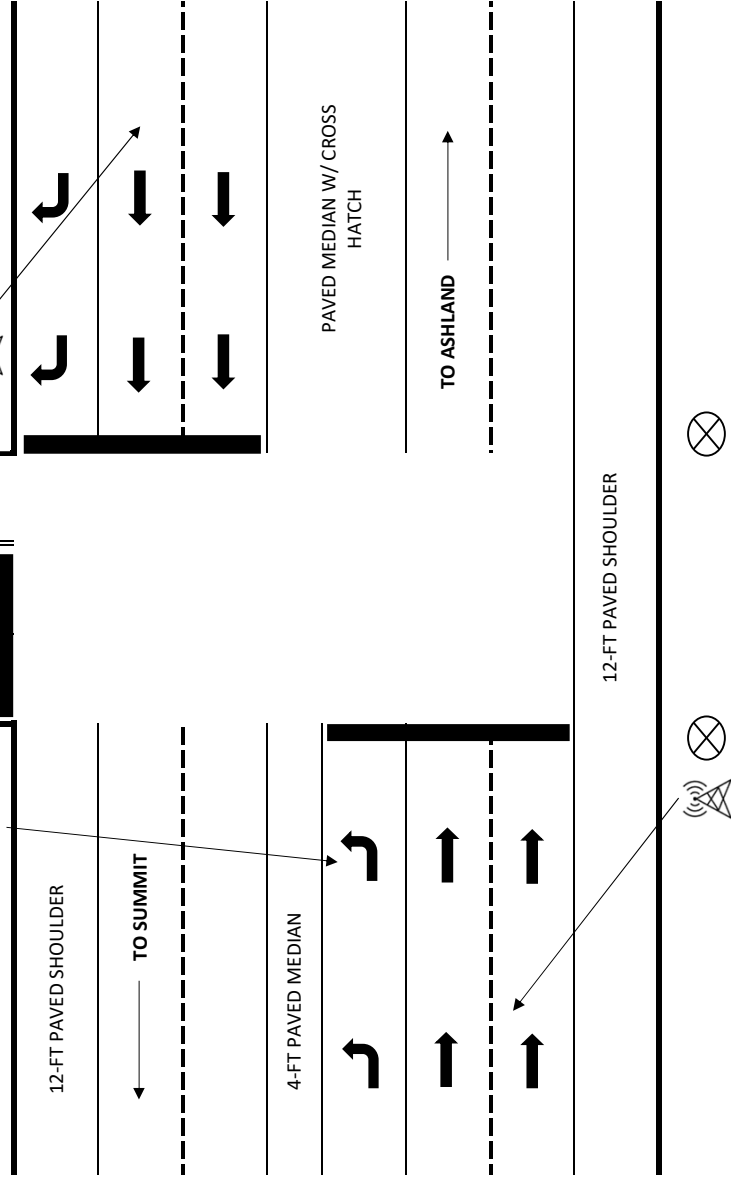 PAVED MEDIAN W/ CROSS
HATCH
TO ASHLAND
12-FT PAVED SHOULDER
12-FT PAVED SHOULDER
TO SUMMIT
4-FT PAVED MEDIAN